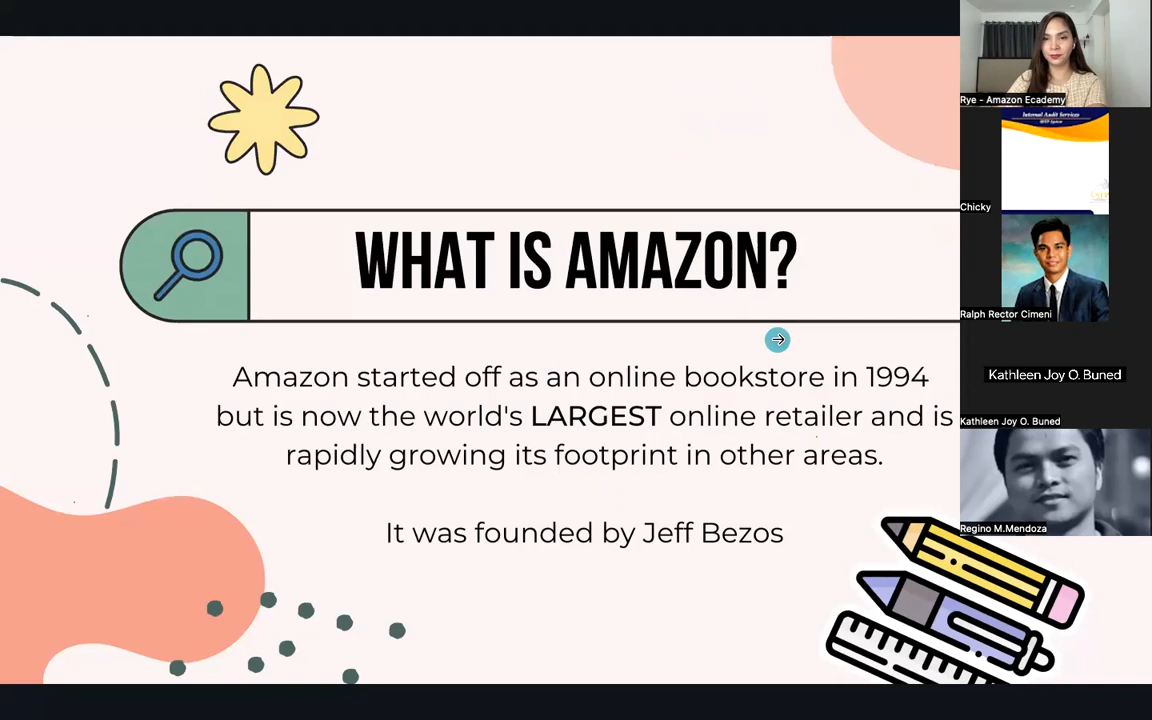 WHAT IS AMAZON?
Amazon started off as an online bookstore in 1994
but is now the world's LARGEST online retailer and is
rapidly growing its footprint in other areas.
It was founded by Jeff Bezos
Rye - Amazon Ecademy
Internal Audit Services
Chicky
Ralph Rector Cimeni
Kathleen Joy O. Buned
Kathleen Joy O. Buned
Regino M.Mendoza